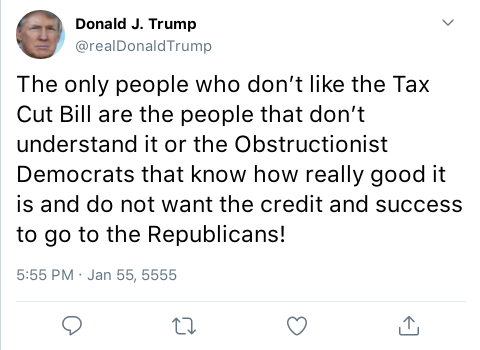 Donald J. Trump
@realDonaldTrump
The only people who don’t like the Tax
Cut Bill are the people that don’t
understand it or the Obstructionist
Democrats that know how really good it
is and do not want the credit and success
to go to the Republicans!
5:55 PM · Jan 55, 5555